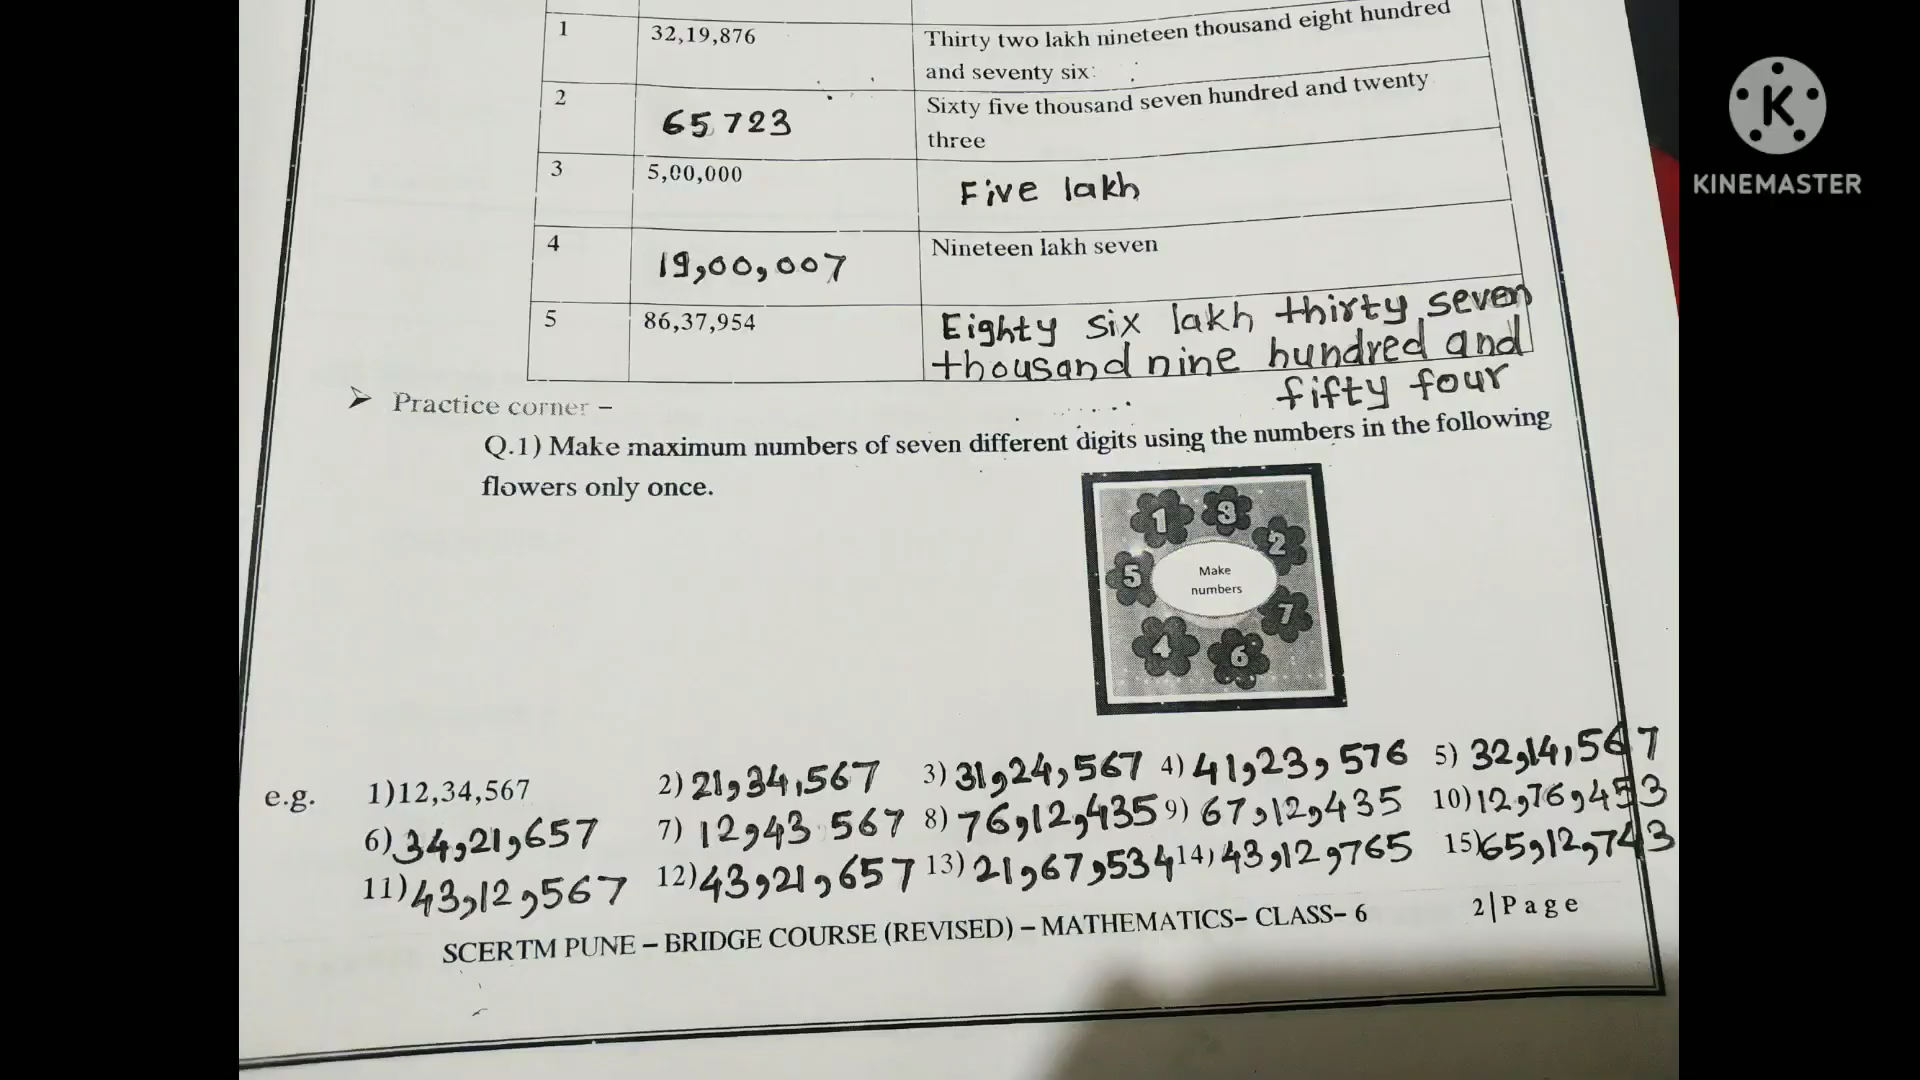 1 32,19,876 Thirty two lakh nineteen thousand eight hundred
and seventy six:
2 65,723 Sixty five thousand seven hundred and twenty
three
3 5,00,000 Five lakh
4 19,00,007 Nineteen lakh seven
5 86,37,954 Eighty six lakh thirty seven
thousand nine hundred and
fifty four
➢ Practice corner –
Q.1) Make maximum numbers of seven different digits using the numbers in the following
flowers only once.
1 3
2
5
7
4
6
Make
numbers
e.g. 1)12,34,567 2) 21,34,567 3) 31,24,567 4) 41,23,576 5) 32,14,567
6) 34,21,657 7) 12,43 567 8) 76,12,435 9) 67,12,435 10) 12,76,453
11) 43,12,567 12) 43,21,657 13) 21,67,534 14) 43,12,765 15) 65,12,743
SCERTM PUNE – BRIDGE COURSE (REVISED) – MATHEMATICS– CLASS– 6 2|Page
K
KINEMASTER